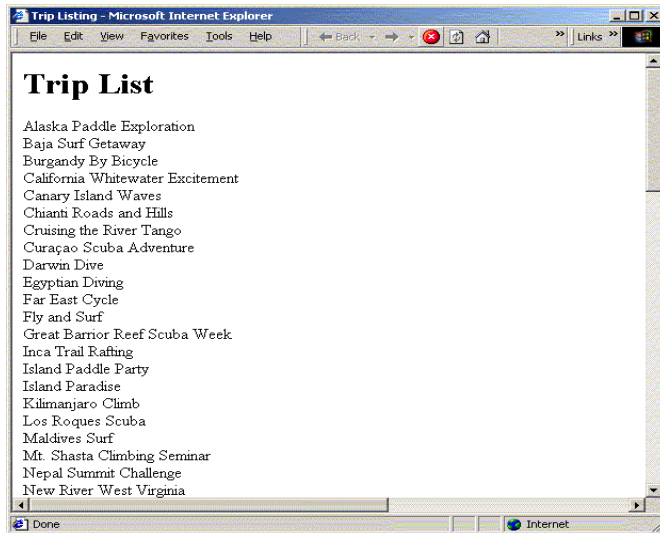 Trip Listing - Microsoft Internet Explorer
File Edit View Favorites Tools Help Back Links
Trip List
Alaska Paddle Exploration
Baja Surf Getaway
Burgandy By Bicycle
California Whitewater Excitement
Canary Island Waves
Chianti Roads and Hills
Cruising the River Tango
Curaçao Scuba Adventure
Darwin Dive
Egyptian Diving
Far East Cycle
Fly and Surf
Great Barrior Reef Scuba Week
Inca Trail Rafting
Island Paddle Party
Island Paradise
Kilimanjaro Climb
Los Roques Scuba
Maldives Surf
Mt. Shasta Climbing Seminar
Nepal Summit Challenge
New River West Virginia
Done Internet